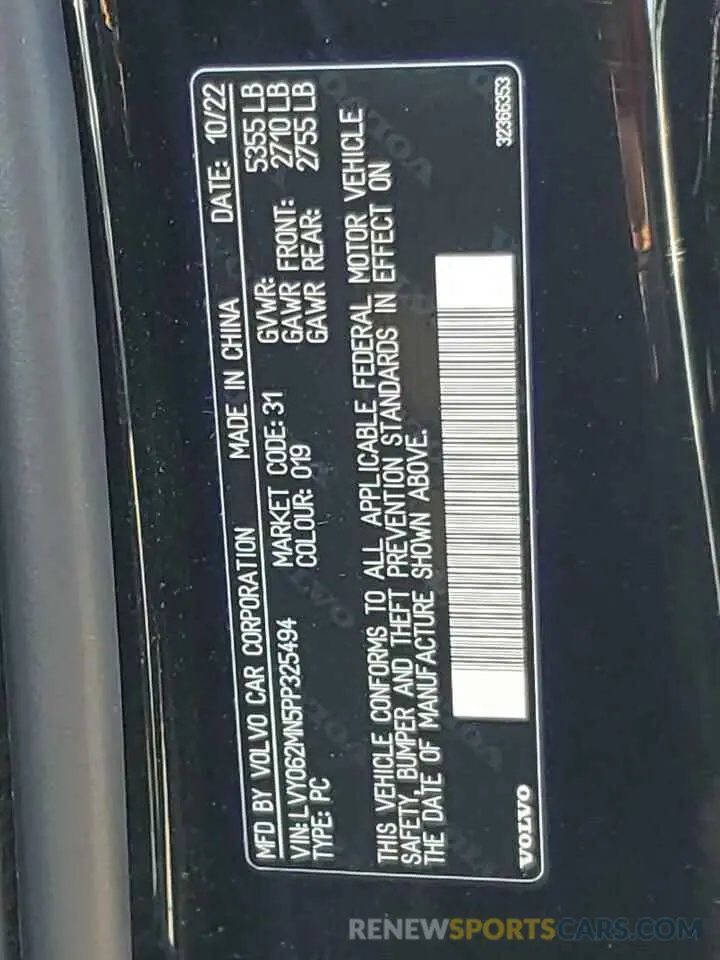 MFD BY VOLVO CAR CORPORATION MADE IN CHINA DATE: 10/22
VIN: LVY062MN5PP325494 MARKET CODE: 31 GVWR: 5355 LB
TYPE: PC COLOUR: 019 GAWR FRONT: 2710 LB
GAWR REAR: 2755 LB
THIS VEHICLE CONFORMS TO ALL APPLICABLE FEDERAL MOTOR VEHICLE
SAFETY, BUMPER AND THEFT PREVENTION STANDARDS IN EFFECT ON
THE DATE OF MANUFACTURE SHOWN ABOVE.
VOLVO 32366353
RENEWSPORTSCARS.COM